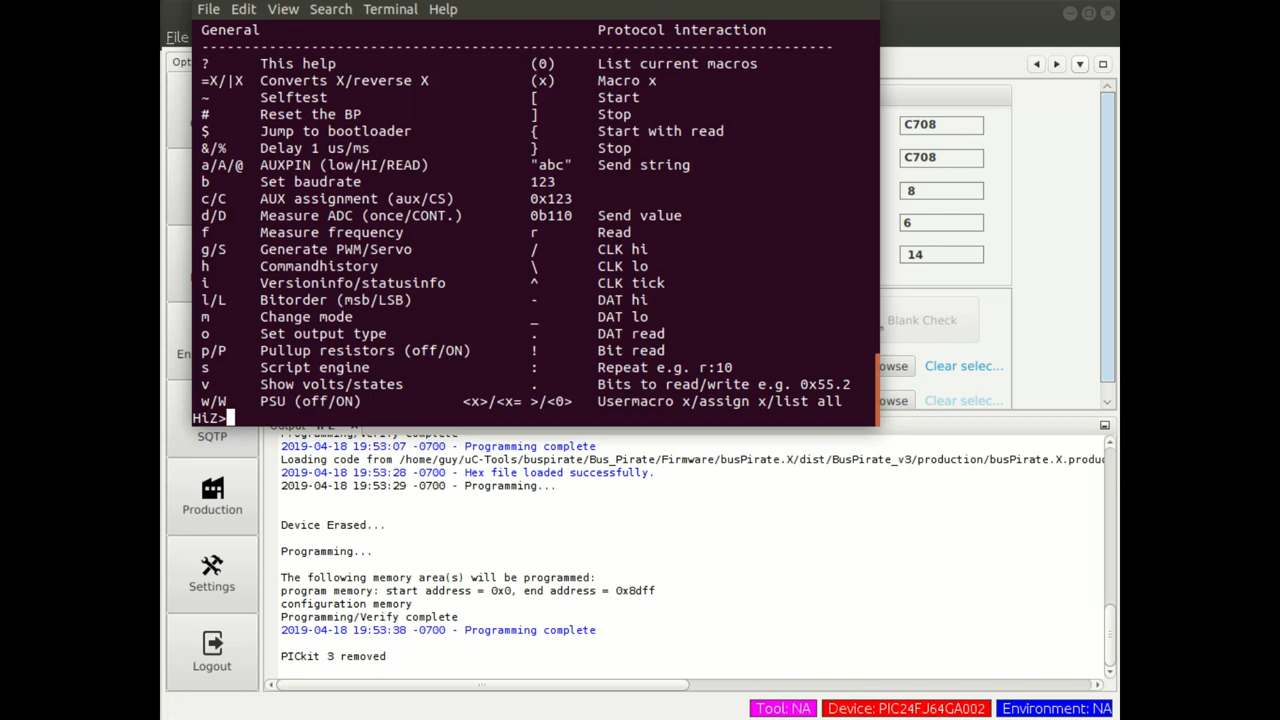 File Edit View Search Terminal Help
General Protocol interaction
---------------------------------------------------------------------------
? This help (0) List current macros
=X/|X Converts X/reverse X (x) Macro x
~ Selftest [ Start
# Reset the BP ] Stop
$ Jump to bootloader { Start with read
&/% Delay 1 us/ms } Stop
a/A/@ AUXPIN (low/HI/READ) "abc" Send string
b Set baudrate 123
c/C AUX assignment (aux/CS) 0x123
d/D Measure ADC (once/CONT.) 0b110 Send value
f Measure frequency r Read
g/S Generate PWM/Servo / CLK hi
h Commandhistory \ CLK lo
i Versioninfo/statusinfo ^ CLK tick
l/L Bitorder (msb/LSB) - DAT hi
m Change mode _ DAT lo
o Set output type . DAT read
p/P Pullup resistors (off/ON) ! Bit read
s Script engine : Repeat e.g. r:10
v Show volts/states . Bits to read/write e.g. 0x55.2
w/W PSU (off/ON) <x>/<x= >/<0> Usermacro x/assign x/list all
HiZ>
File
Opt
C708
C708
8
6
14
Blank Check
owse Clear selec...
owse Clear selec...
En
SQTP
Production
Settings
Logout
Programming/Verify complete
2019-04-18 19:53:07 -0700 - Programming complete
Loading code from /home/guy/uC-Tools/buspirate/Bus_Pirate/Firmware/busPirate.X/dist/BusPirate_v3/production/busPirate.X.produc
2019-04-18 19:53:28 -0700 - Hex file loaded successfully.
2019-04-18 19:53:29 -0700 - Programming...
Device Erased...
Programming...
The following memory area(s) will be programmed:
program memory: start address = 0x0, end address = 0x8dff
configuration memory
Programming/Verify complete
2019-04-18 19:53:38 -0700 - Programming complete
PICkit 3 removed
Tool: NA Device: PIC24FJ64GA002 Environment: NA